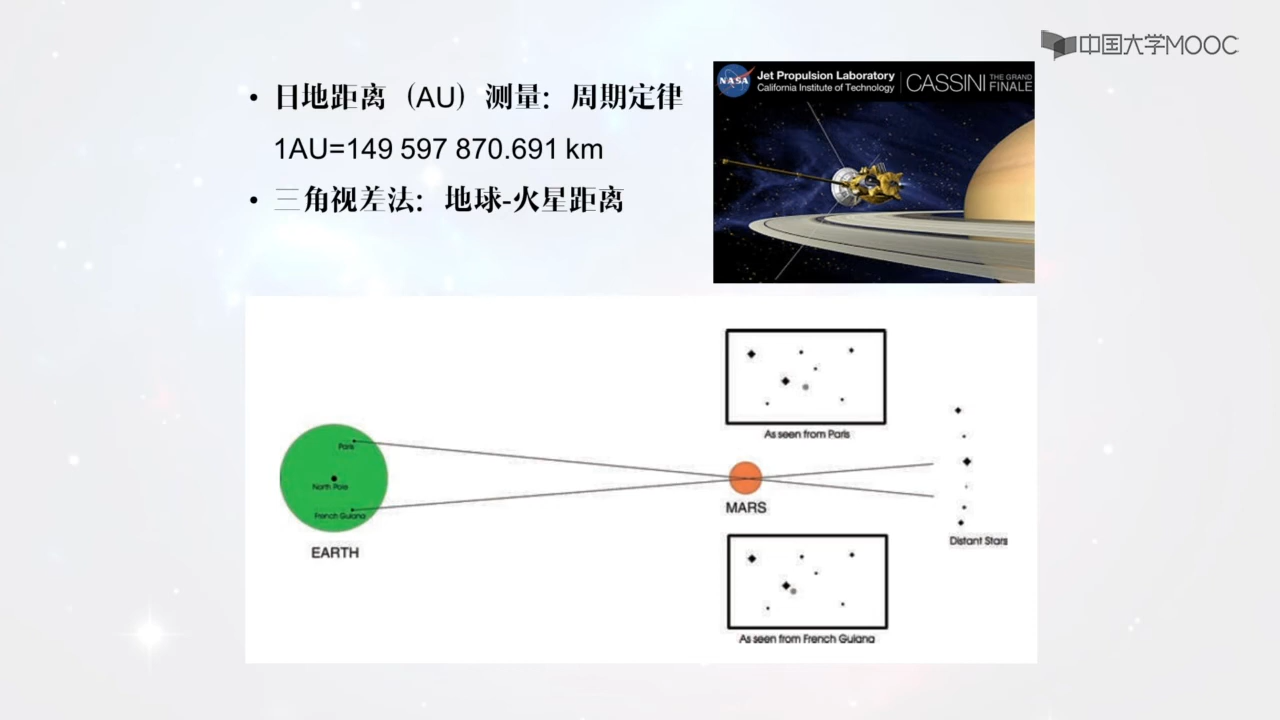 中国大学MOOC
• 日地距离（AU）测量：周期定律
1AU=149 597 870.691 km
• 三角视差法：地球-火星距离
NASA
Jet Propulsion Laboratory
California Institute of Technology
CASSINI THE GRAND FINALE
Paris
North Pole
French Guiana
EARTH
As seen from Paris
MARS
Distant Stars
As seen from French Guiana